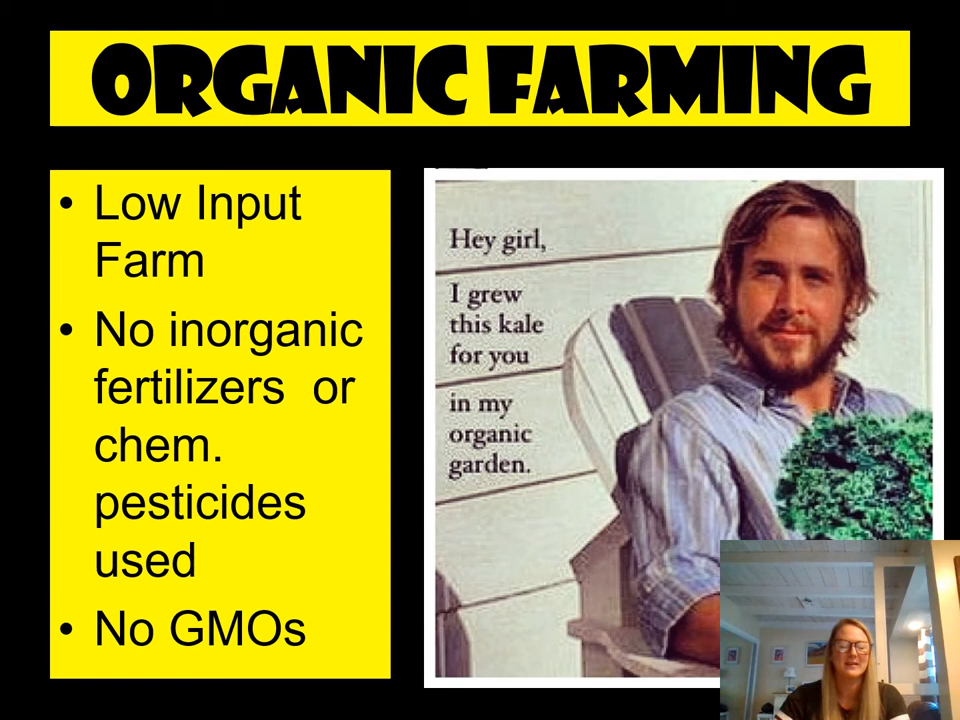 ORGANIC FARMING
• Low Input
Farm
• No inorganic
fertilizers or
chem.
pesticides
used
• No GMOs
Hey girl,
I grew
this kale
for you
in my
organic
garden.